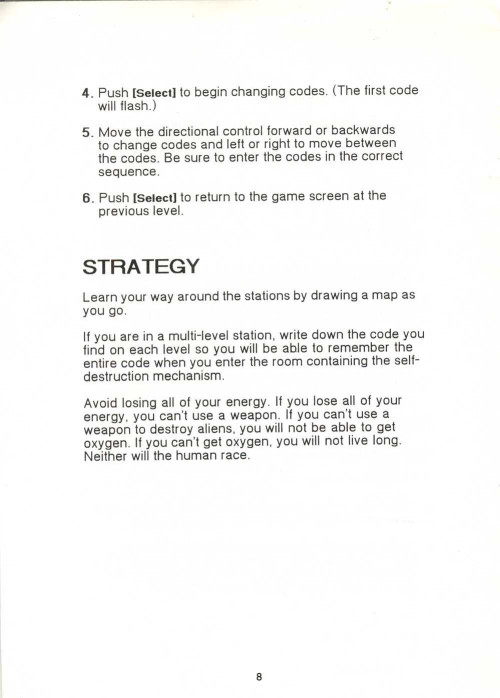 4. Push [Select] to begin changing codes. (The first code
will flash.)
5. Move the directional control forward or backwards
to change codes and left or right to move between
the codes. Be sure to enter the codes in the correct
sequence.
6. Push [Select] to return to the game screen at the
previous level.
STRATEGY
Learn your way around the stations by drawing a map as
you go.
If you are in a multi-level station, write down the code you
find on each level so you will be able to remember the
entire code when you enter the room containing the self-
destruction mechanism.
Avoid losing all of your energy. If you lose all of your
energy, you can't use a weapon. If you can't use a
weapon to destroy aliens, you will not be able to get
oxygen. If you can't get oxygen, you will not live long.
Neither will the human race.
8